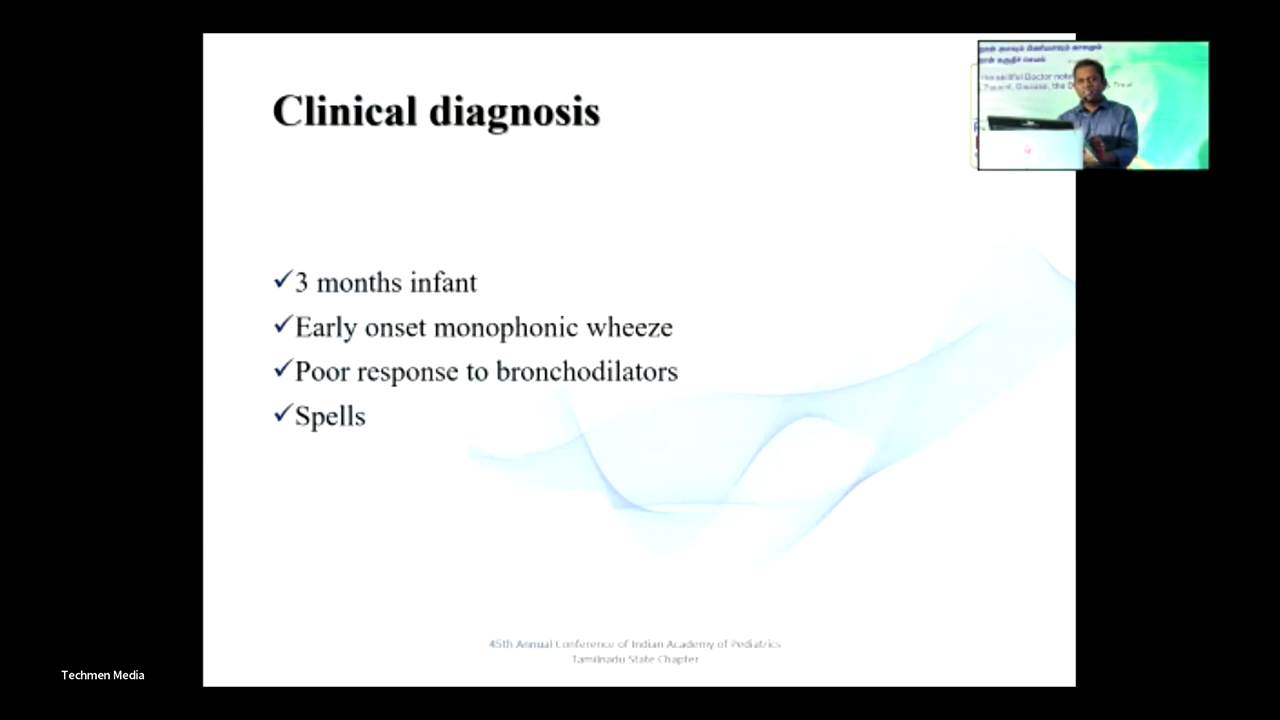 Clinical diagnosis
✓3 months infant
✓Early onset monophonic wheeze
✓Poor response to bronchodilators
✓Spells
45th Annual Conference of Indian Academy of Pediatrics
Tamilnadu State Chapter
Techmen Media